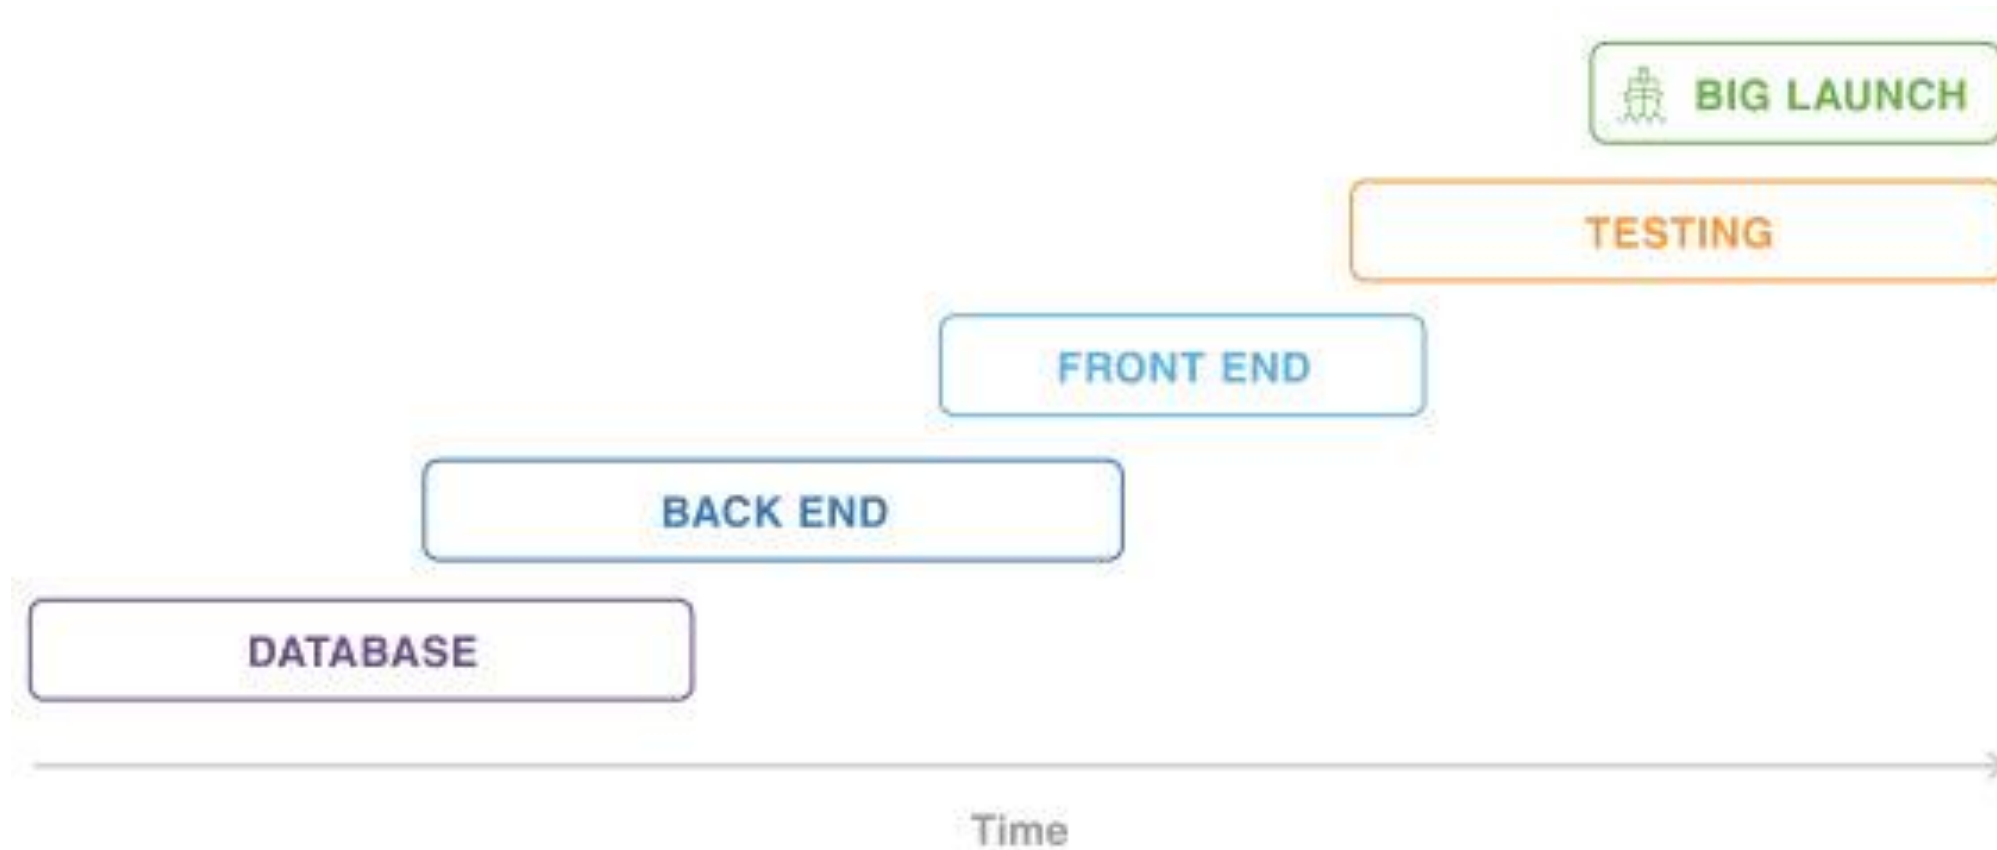 BIG LAUNCH
TESTING
FRONT END
BACK END
DATABASE
Time